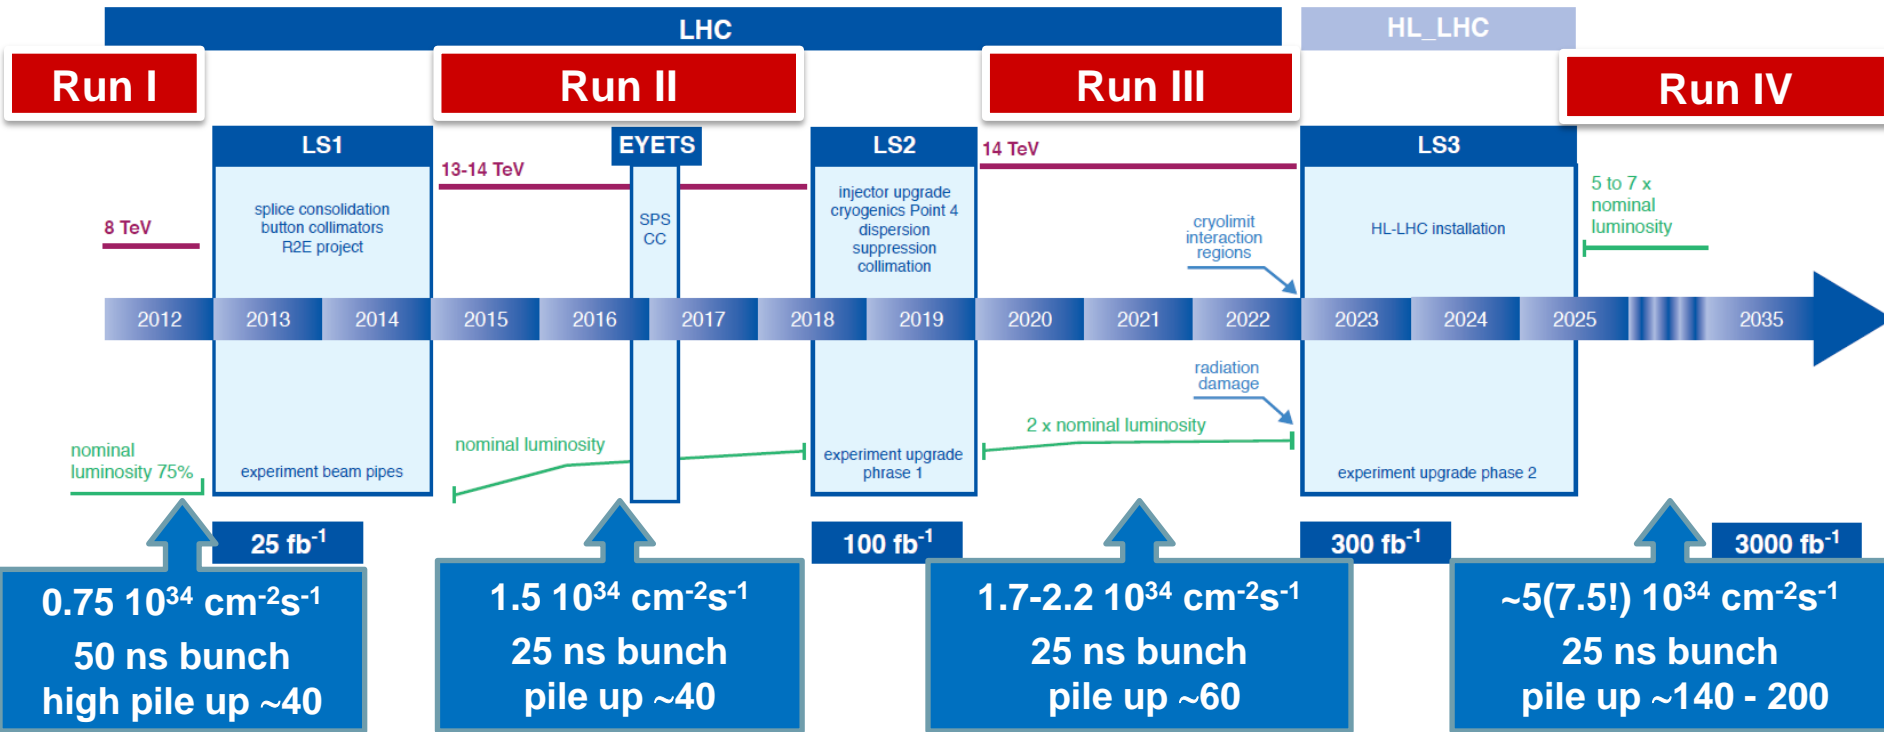 LHC
HL_LHC
Run I
Run II
Run III
Run IV
LS1
EYETS
LS2
LS3
8 TeV
13-14 TeV
14 TeV
splice consolidation
button collimators
R2E project
SPS
CC
injector upgrade
cryogenics Point 4
dispersion
suppression
collimation
cryolimit
interaction
regions
HL-LHC installation
5 to 7 x
nominal
luminosity
2012
2013
2014
2015
2016
2017
2018
2019
2020
2021
2022
2023
2024
2025
2035
radiation
damage
nominal
luminosity 75%
experiment beam pipes
nominal luminosity
experiment upgrade
phrase 1
2 x nominal luminosity
experiment upgrade phase 2
25 fb⁻¹
100 fb⁻¹
300 fb⁻¹
3000 fb⁻¹
0.75 10³⁴ cm⁻²s⁻¹
50 ns bunch
high pile up ~40
1.5 10³⁴ cm⁻²s⁻¹
25 ns bunch
pile up ~40
1.7-2.2 10³⁴ cm⁻²s⁻¹
25 ns bunch
pile up ~60
~5(7.5!) 10³⁴ cm⁻²s⁻¹
25 ns bunch
pile up ~140 - 200